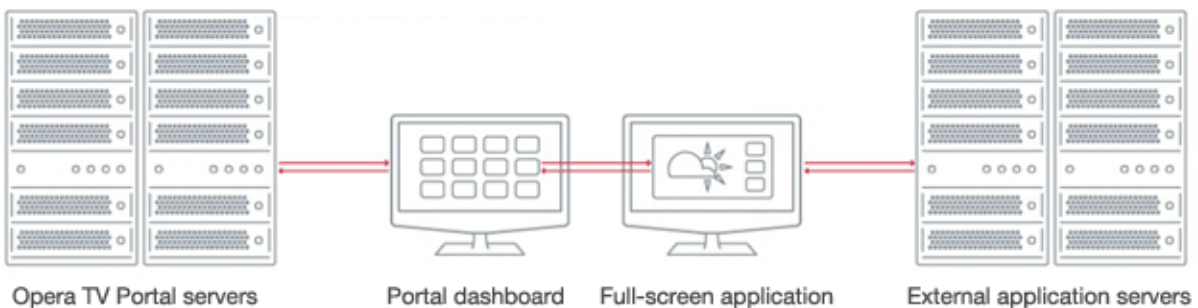 Opera TV Portal servers
Portal dashboard
Full-screen application
External application servers